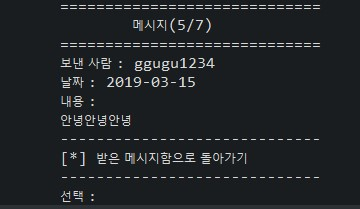 =============================
메시지(5/7)
=============================
보낸 사람 : ggugu1234
날짜 : 2019-03-15
내용 :
안녕안녕안녕
-----------------------------
[*] 받은 메시지함으로 돌아가기
-----------------------------
선택 :